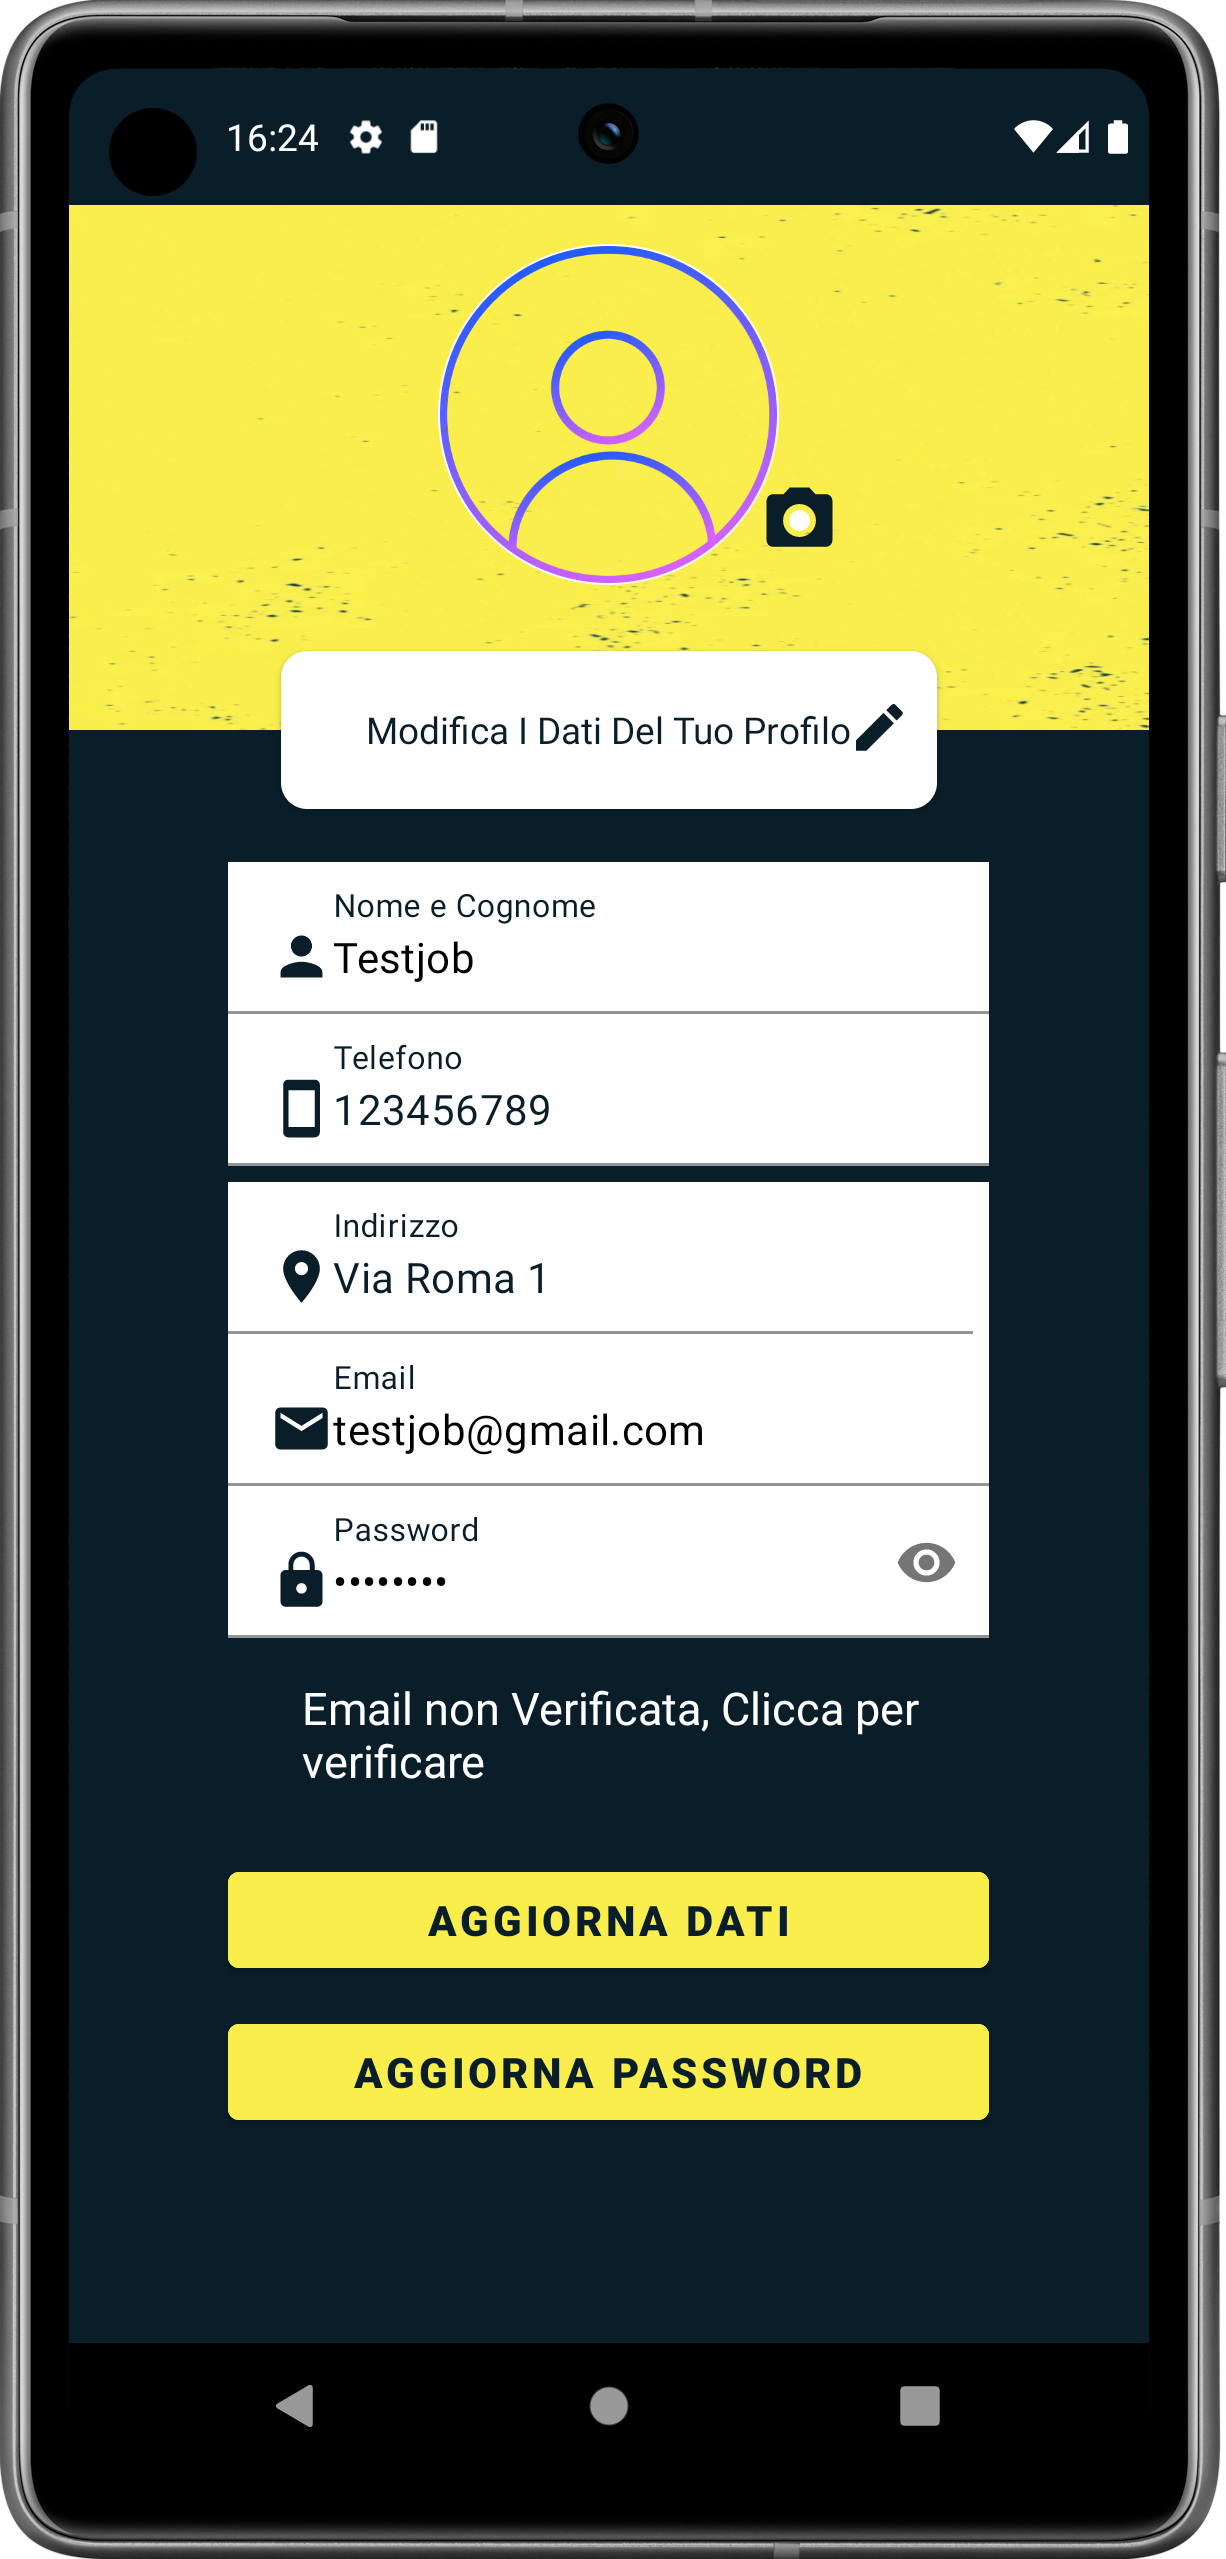 16:24
Modifica I Dati Del Tuo Profilo
Nome e Cognome
Testjob
Telefono
123456789
Indirizzo
Via Roma 1
Email
testjob@gmail.com
Password
••••••••
Email non Verificata, Clicca per
verificare
AGGIORNA DATI
AGGIORNA PASSWORD